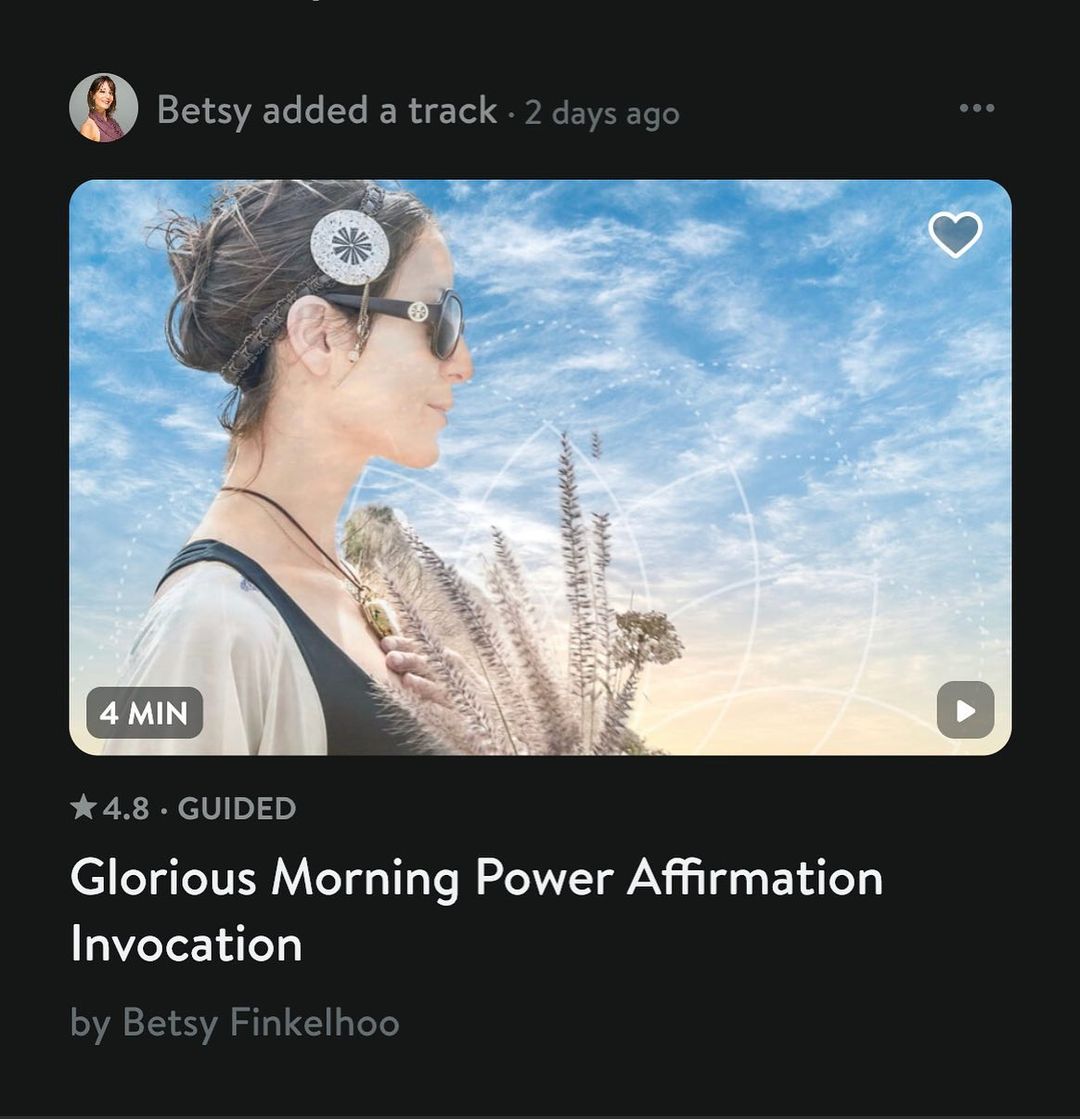 Betsy added a track · 2 days ago
4 MIN
★4.8 · GUIDED
Glorious Morning Power Affirmation
Invocation
by Betsy Finkelhoo